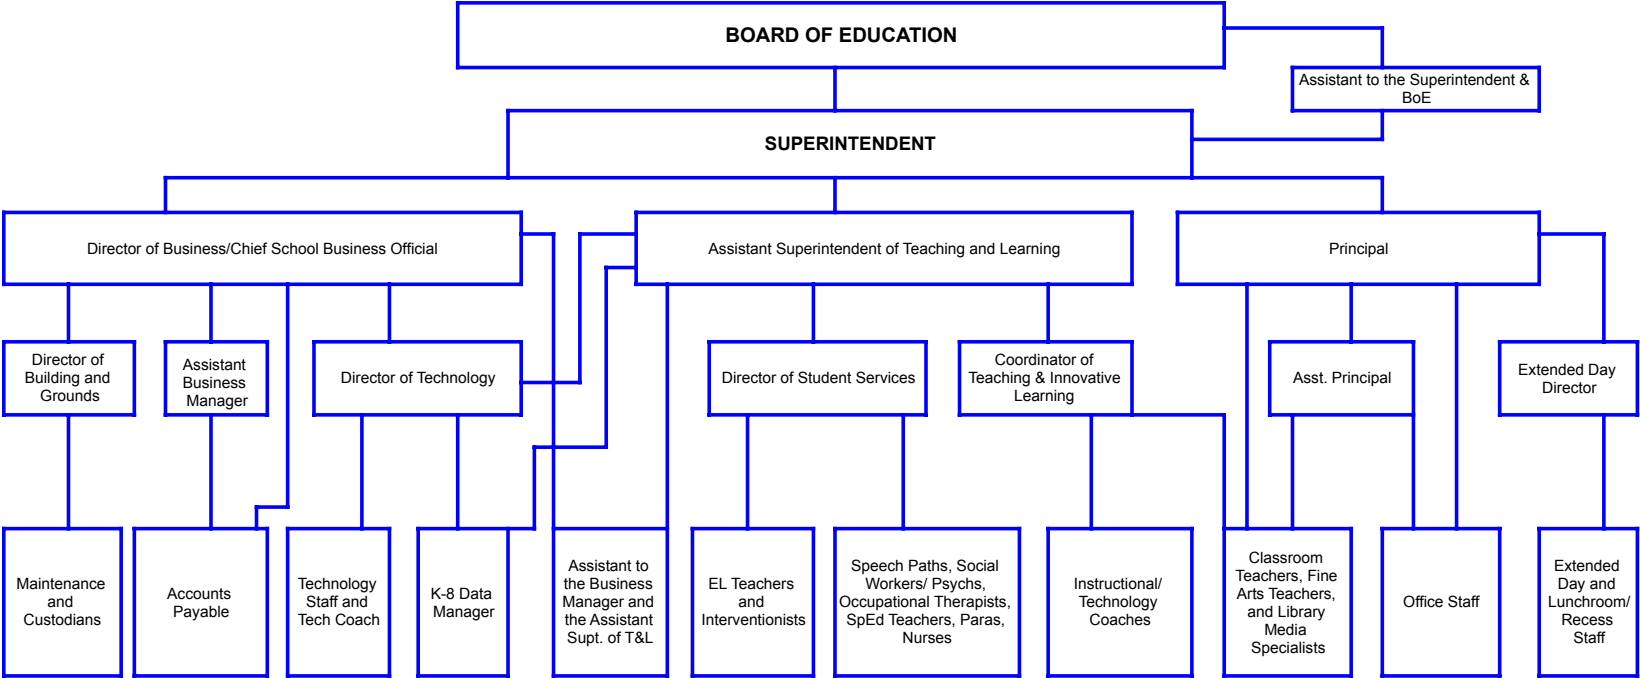 BOARD OF EDUCATION
Assistant to the Superintendent &
BoE
SUPERINTENDENT
Director of Business/Chief School Business Official
Assistant Superintendent of Teaching and Learning
Principal
Director of
Building and
Grounds
Assistant
Business
Manager
Director of Technology
Director of Student Services
Coordinator of
Teaching & Innovative
Learning
Asst. Principal
Extended Day
Director
Maintenance
and
Custodians
Accounts
Payable
Technology
Staff and
Tech Coach
K-8 Data
Manager
Assistant to
the Business
Manager and
the Assistant
Supt. of T&L
EL Teachers
and
Interventionists
Speech Paths, Social
Workers/ Psychs,
Occupational Therapists,
SpEd Teachers, Paras,
Nurses
Instructional/
Technology
Coaches
Classroom
Teachers, Fine
Arts Teachers,
and Library
Media
Specialists
Office Staff
Extended
Day and
Lunchroom/
Recess
Staff